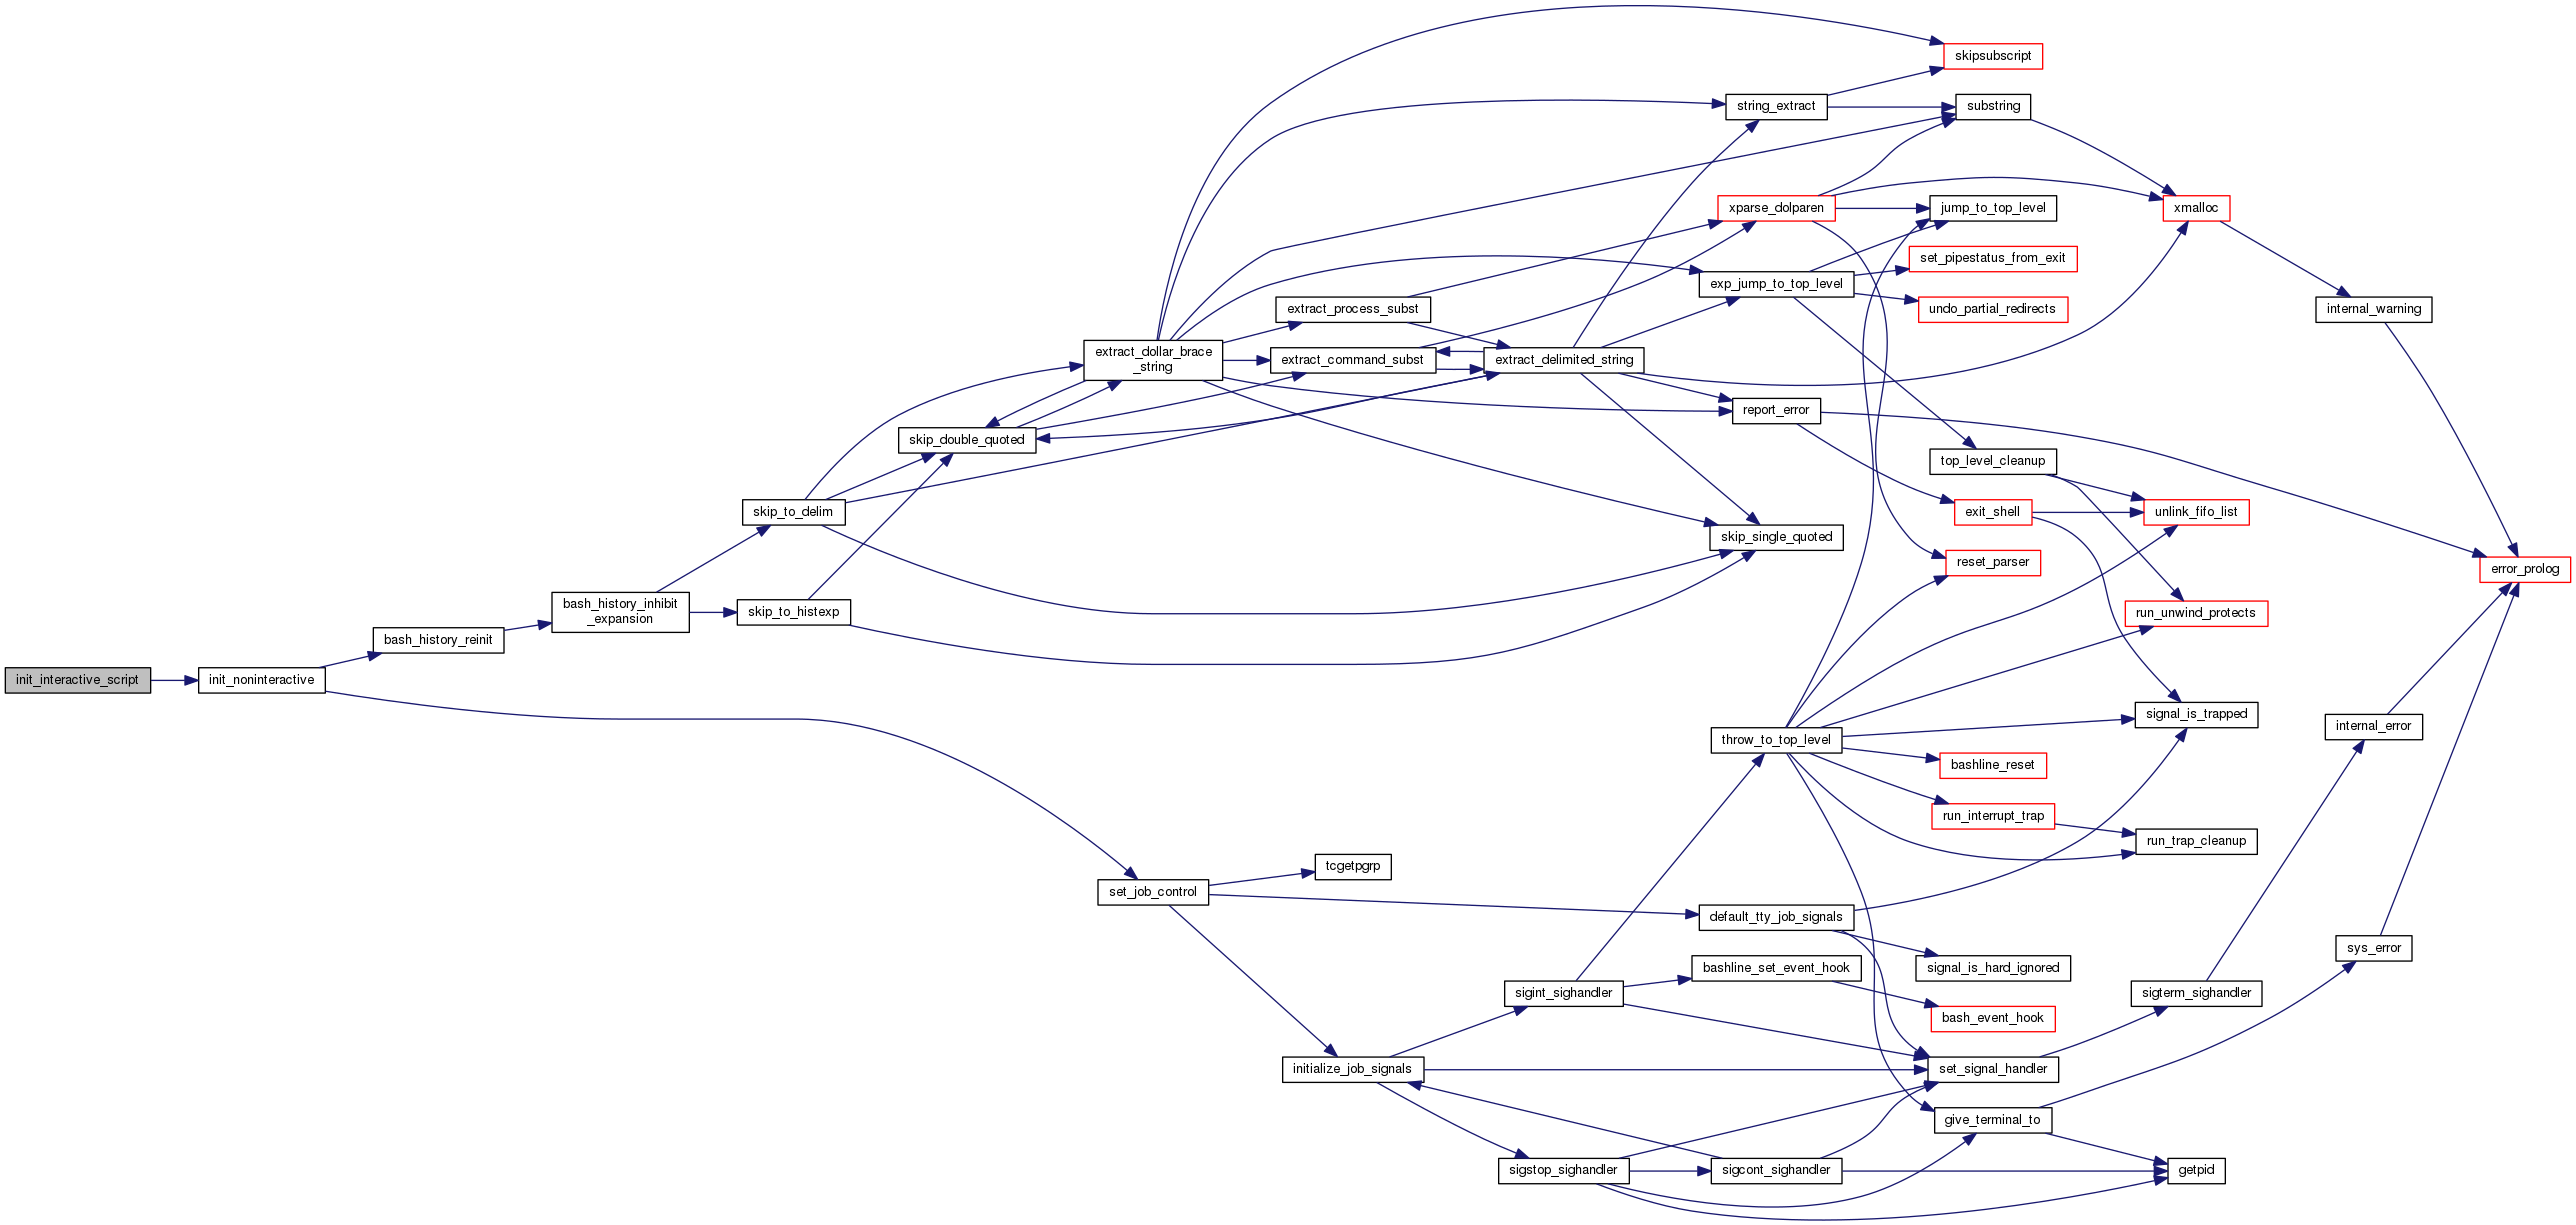 init_interactive_script
init_noninteractive
bash_history_reinit
bash_history_inhibit
_expansion
skip_to_delim
skip_to_histexp
skip_double_quoted
extract_dollar_brace
_string
extract_process_subst
extract_command_subst
extract_delimited_string
string_extract
skipsubscript
substring
xparse_dolparen
jump_to_top_level
xmalloc
set_pipestatus_from_exit
exp_jump_to_top_level
undo_partial_redirects
internal_warning
report_error
top_level_cleanup
exit_shell
unlink_fifo_list
skip_single_quoted
reset_parser
error_prolog
run_unwind_protects
signal_is_trapped
throw_to_top_level
bashline_reset
internal_error
run_interrupt_trap
run_trap_cleanup
set_job_control
tcgetpgrp
default_tty_job_signals
signal_is_hard_ignored
sys_error
bashline_set_event_hook
sigint_sighandler
bash_event_hook
sigterm_sighandler
initialize_job_signals
set_signal_handler
give_terminal_to
sigstop_sighandler
sigcont_sighandler
getpid